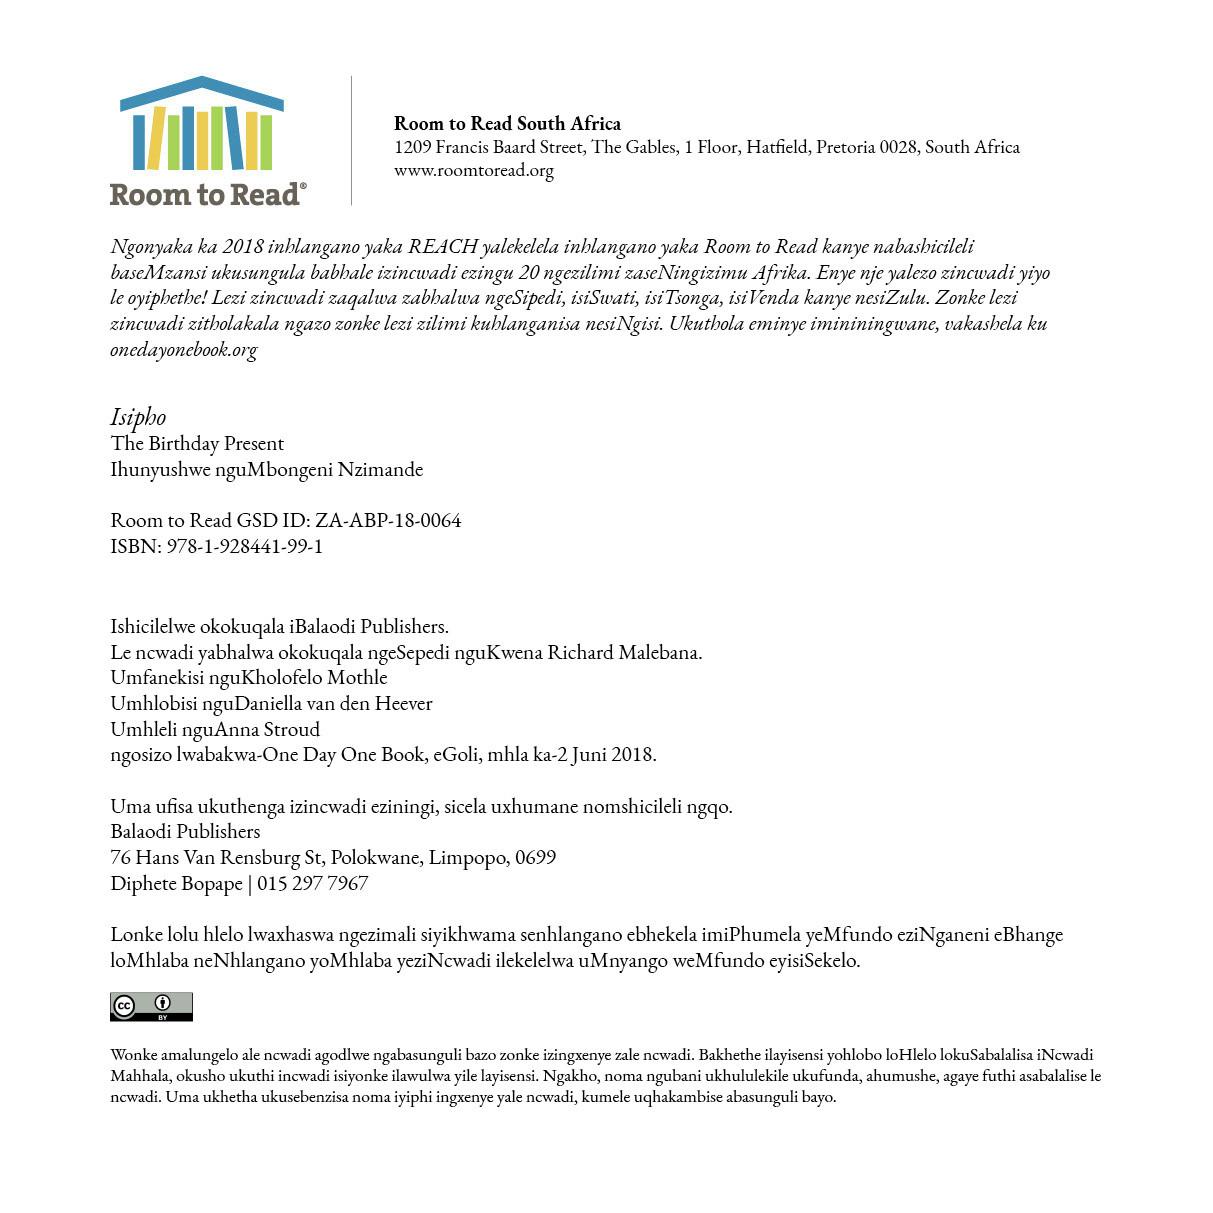 Room to Read®
Room to Read South Africa
1209 Francis Baard Street, The Gables, 1 Floor, Hatfield, Pretoria 0028, South Africa
www.roomtoread.org
Ngonyaka ka 2018 inhlangano yaka REACH yalekelela inhlangano yaka Room to Read kanye nabashicileli
baseMzansi ukusungula babhale izincwadi ezingu 20 ngezilimi zaseNingizimu Afrika. Enye nje yalezo zincwadi yiyo
le oyiphethe! Lezi zincwadi zaqalwa zabhalwa ngeSipedi, isiSwati, isiTsonga, isiVenda kanye nesiZulu. Zonke lezi
zincwadi zitholakala ngazo zonke lezi zilimi kuhlanganisa nesiNgisi. Ukuthola eminye imininingwane, vakashela ku
onedayonebook.org
Isipho
The Birthday Present
Ihunyushwe nguMbongeni Nzimande
Room to Read GSD ID: ZA-ABP-18-0064
ISBN: 978-1-928441-99-1
Ishicilelwe okokuqala iBalaodi Publishers.
Le ncwadi yabhalwa okokuqala ngeSepedi nguKwena Richard Malebana.
Umfanekisi nguKholofelo Mothle
Umhlobisi nguDaniella van den Heever
Umhleli nguAnna Stroud
ngosizo lwabakwa-One Day One Book, eGoli, mhla ka-2 Juni 2018.
Uma ufisa ukuthenga izincwadi eziningi, sicela uxhumane nomshicileli ngqo.
Balaodi Publishers
76 Hans Van Rensburg St, Polokwane, Limpopo, 0699
Diphete Bopape | 015 297 7967
Lonke lolu hlelo lwaxhaswa ngezimali siyikhwama senhlangano ebhekela imiPhumela yeMfundo eziNganeni eBhange
loMhlaba neNhlangano yoMhlaba yeziNcwadi ilekelelwa uMnyango weMfundo eyisiSekelo.
cc BY
Wonke amalungelo ale ncwadi agodlwe ngabasunguli bazo zonke izingxenye zale ncwadi. Bakhethe ilayisensi yohlobo loHlelo lokuSabalalisa iNcwadi
Mahhala, okusho ukuthi incwadi isiyonke ilawulwa yile layisensi. Ngakho, noma ngubani ukhululekile ukufunda, ahumushe, agaye futhi asabalalise le
ncwadi. Uma ukhetha ukusebenzisa noma iyiphi ingxenye yale ncwadi, kumele uqhakambise abasunguli bayo.